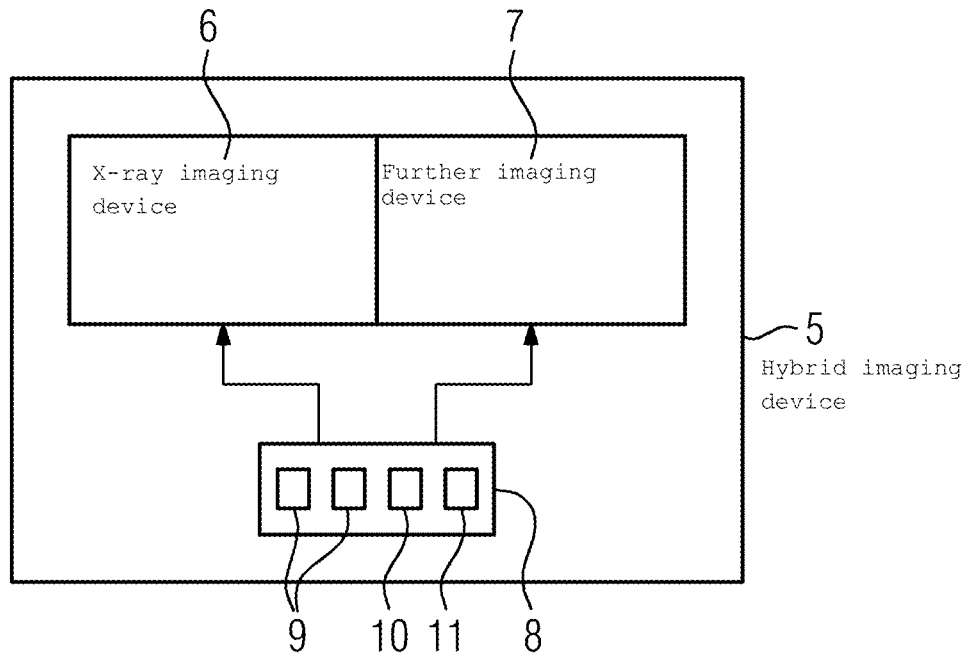 6
7
X-ray imaging
device
Further imaging
device
5
Hybrid imaging
device
9
10
11
8